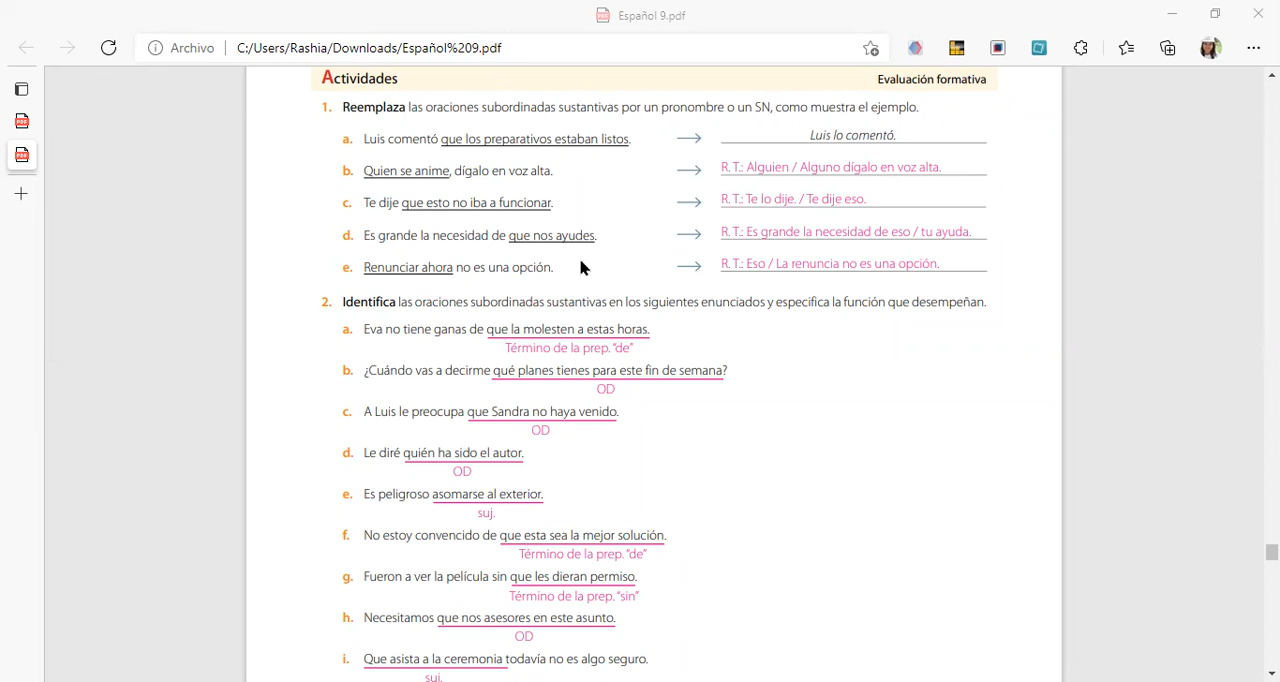 Español 9.pdf
Archivo C:/Users/Rashia/Downloads/Español%209.pdf
Actividades Evaluación formativa
1. Reemplaza las oraciones subordinadas sustantivas por un pronombre o un SN, como muestra el ejemplo.
a. Luis comentó que los preparativos estaban listos. → Luis lo comentó.
b. Quien se anime, dígalo en voz alta. → R. T.: Alguien / Alguno dígalo en voz alta.
c. Te dije que esto no iba a funcionar. → R. T.: Te lo dije. / Te dije eso.
d. Es grande la necesidad de que nos ayudes. → R. T.: Es grande la necesidad de eso / tu ayuda.
e. Renunciar ahora no es una opción. → R. T.: Eso / La renuncia no es una opción.
2. Identifica las oraciones subordinadas sustantivas en los siguientes enunciados y especifica la función que desempeñan.
a. Eva no tiene ganas de que la molesten a estas horas.
Término de la prep. “de”
b. ¿Cuándo vas a decirme qué planes tienes para este fin de semana?
OD
c. A Luis le preocupa que Sandra no haya venido.
OD
d. Le diré quién ha sido el autor.
OD
e. Es peligroso asomarse al exterior.
suj.
f. No estoy convencido de que esta sea la mejor solución.
Término de la prep. “de”
g. Fueron a ver la película sin que les dieran permiso.
Término de la prep. “sin”
h. Necesitamos que nos asesores en este asunto.
OD
i. Que asista a la ceremonia todavía no es algo seguro.
suj.